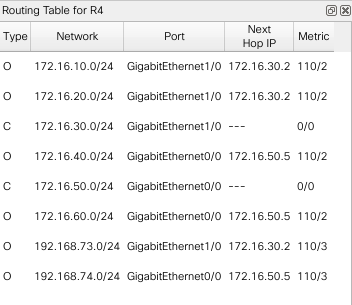 Routing Table for R4
Type Network Port Next Hop IP Metric
O 172.16.10.0/24 GigabitEthernet1/0 172.16.30.2 110/2
O 172.16.20.0/24 GigabitEthernet1/0 172.16.30.2 110/2
C 172.16.30.0/24 GigabitEthernet1/0 --- 0/0
O 172.16.40.0/24 GigabitEthernet0/0 172.16.50.5 110/2
C 172.16.50.0/24 GigabitEthernet0/0 --- 0/0
O 172.16.60.0/24 GigabitEthernet0/0 172.16.50.5 110/2
O 192.168.73.0/24 GigabitEthernet1/0 172.16.30.2 110/3
O 192.168.74.0/24 GigabitEthernet0/0 172.16.50.5 110/3